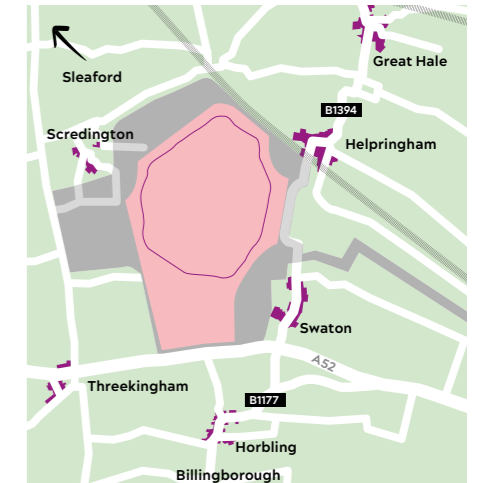 Great Hale
Sleaford
B1394
Scredington
Helpringham
Swaton
A52
Threekingham
B1177
Horbling
Billingborough